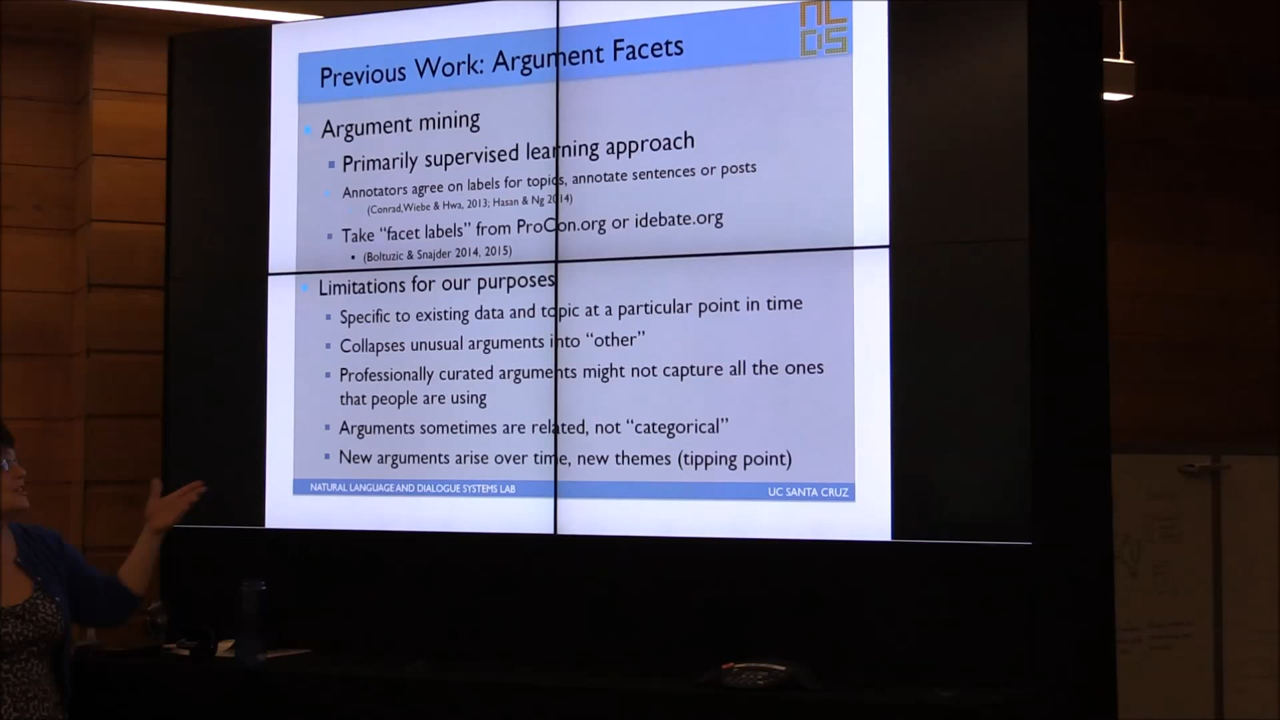 NL
DS
Previous Work: Argument Facets
Argument mining
Primarily supervised learning approach
Annotators agree on labels for topics, annotate sentences or posts
(Conrad,Wiebe & Hwa, 2013; Hasan & Ng 2014)
Take “facet labels” from ProCon.org or idebate.org
(Boltuzic & Snajder 2014, 2015)
Limitations for our purposes
Specific to existing data and topic at a particular point in time
Collapses unusual arguments into “other”
Professionally curated arguments might not capture all the ones
that people are using
Arguments sometimes are related, not “categorical”
New arguments arise over time, new themes (tipping point)
NATURAL LANGUAGE AND DIALOGUE SYSTEMS LAB
UC SANTA CRUZ